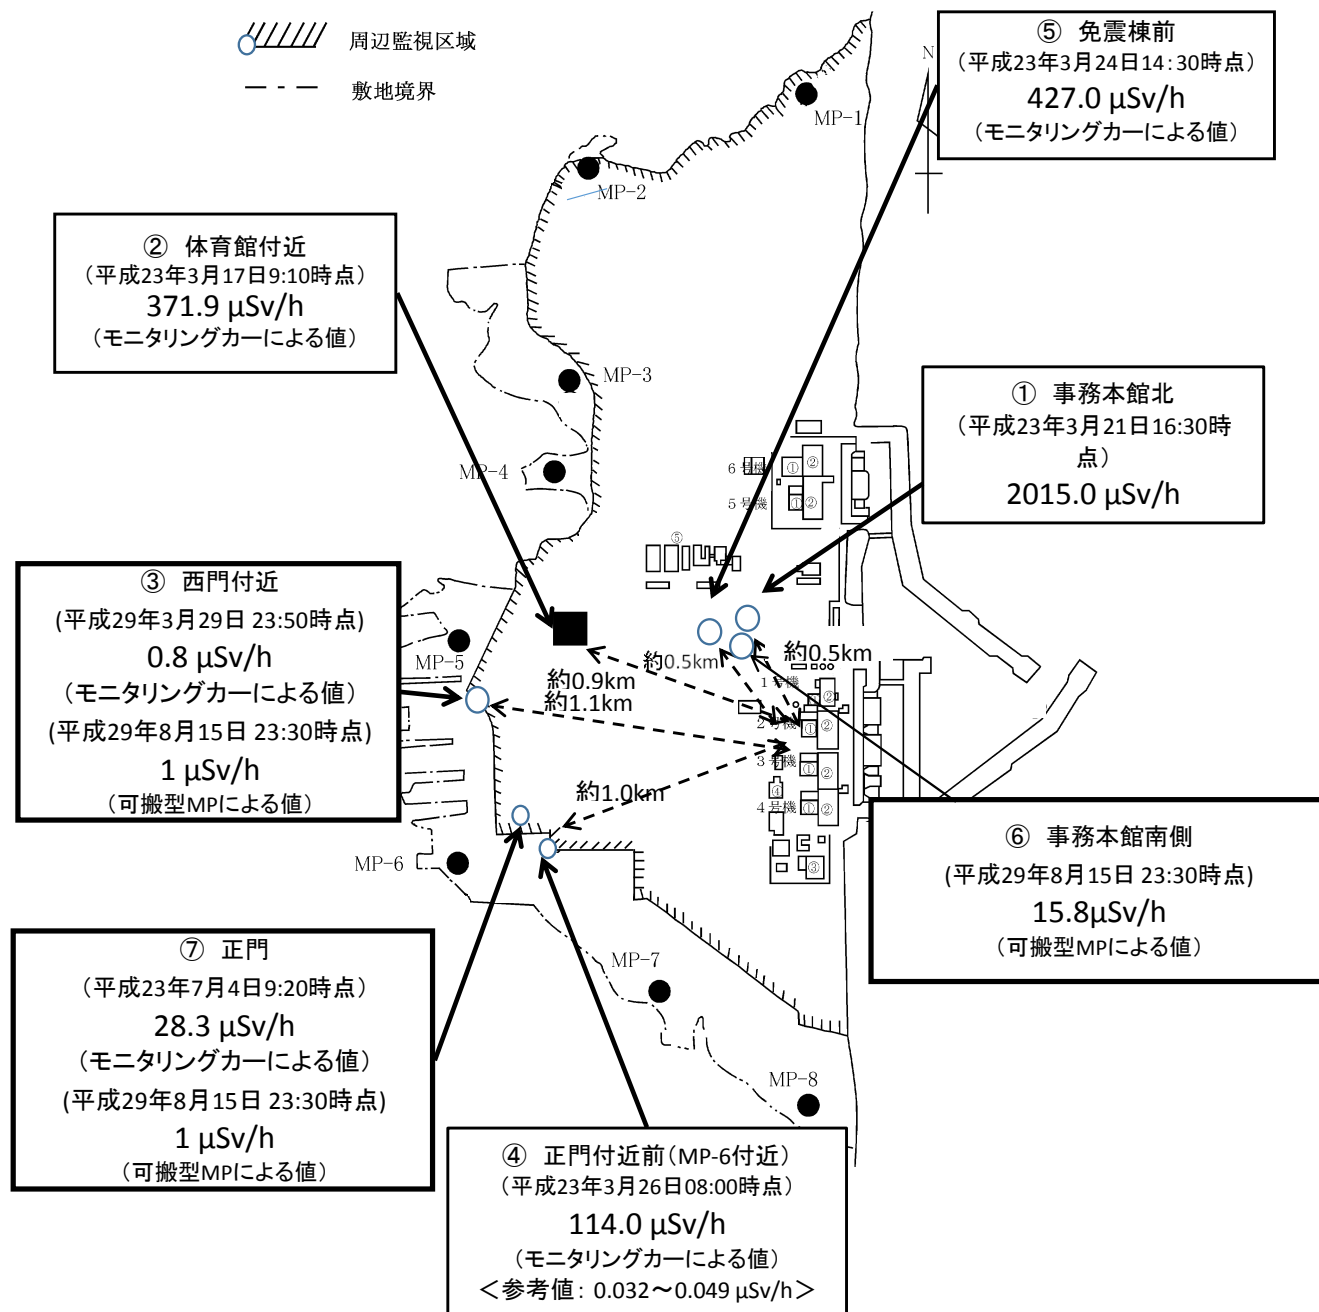 周辺監視区域
敷地境界
⑤ 免震棟前
（平成23年3月24日14：30時点）
427.0 μSv/h
（モニタリングカーによる値）
N
MP-1
MP-2
② 体育館付近
（平成23年3月17日9:10時点）
371.9 μSv/h
（モニタリングカーによる値）
MP-3
① 事務本館北
（平成23年3月21日16:30時
点）
2015.0 μSv/h
MP-4
6号機
① ②
5号機
① ②
⑤
③ 西門付近
(平成29年3月29日 23:50時点)
0.8 μSv/h
（モニタリングカーによる値）
(平成29年8月15日 23:30時点)
1 μSv/h
（可搬型MPによる値）
MP-5
約0.5km
約0.5km
約0.9km
約1.1km
1号機
②
2号機
① ②
3号機
① ②
④
約1.0km
4号機
① ②
③
MP-6
⑥ 事務本館南側
(平成29年8月15日 23:30時点)
15.8μSv/h
（可搬型MPによる値）
⑦ 正門
（平成23年7月4日9:20時点）
28.3 μSv/h
（モニタリングカーによる値）
(平成29年8月15日 23:30時点)
1 μSv/h
（可搬型MPによる値）
MP-7
MP-8
④ 正門付近前（MP-6付近）
（平成23年3月26日08:00時点）
114.0 μSv/h
（モニタリングカーによる値）
＜参考値：0.032～0.049 μSv/h＞